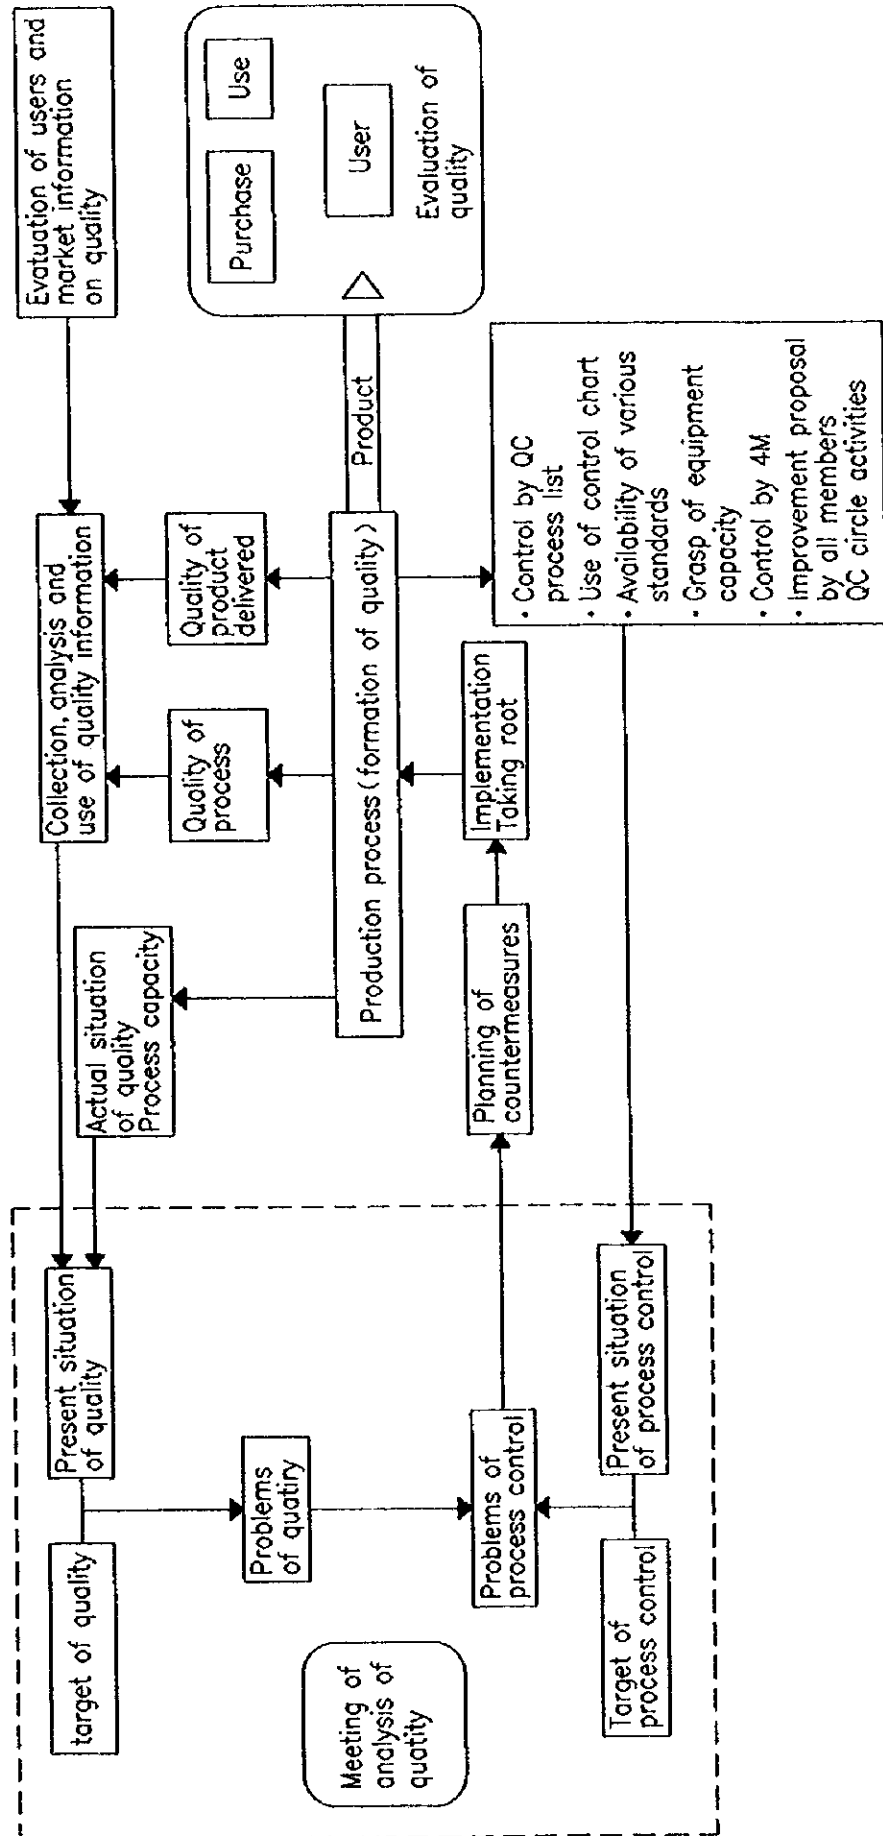 target of quality
Present situation
of quality
Actual situation
of quality
Process capacity
Collection, analysis and
use of quality information
Evatuation of users and
market information
on quality
Meeting of
analysis of
quatity
Problems
of quatiry
Quality of
process
Quality of
product
delivered
Production process (formation of quality)
Product
Purchase
Use
User
Evaluation of
quality
Problems of
process control
Planning of
countermeasures
Implementation
Taking root
Target of
process control
Present situation
of process control
· Control by QC
process list
· Use of control chart
· Availability of various
standards
· Grasp of equipment
capacity
· Control by 4M
· Improvement proposal
by all members
QC circle activities